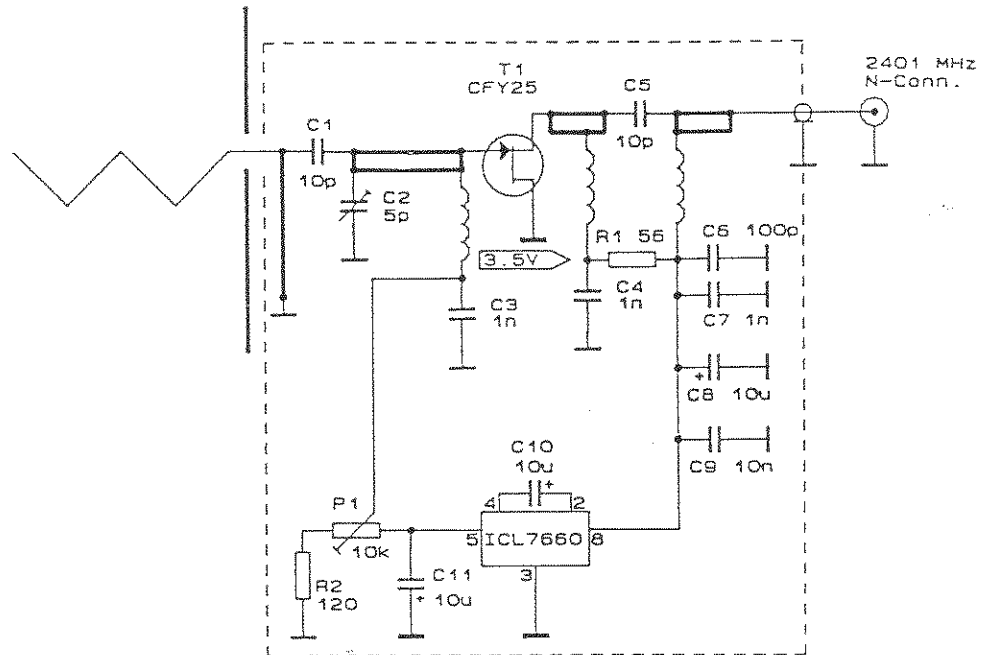 2401 MHz
N-Conn.
T1
CFY25
C5
10p
C1
10p
C2
5p
R1 56
C6 100p
3.5V
C4
1n
C3
1n
C7 1n
+
C8 10u
C9 10n
C10
10u
+
4 2
5 ICL7660 8
3
P1
10k
R2
120
C11
+
10u